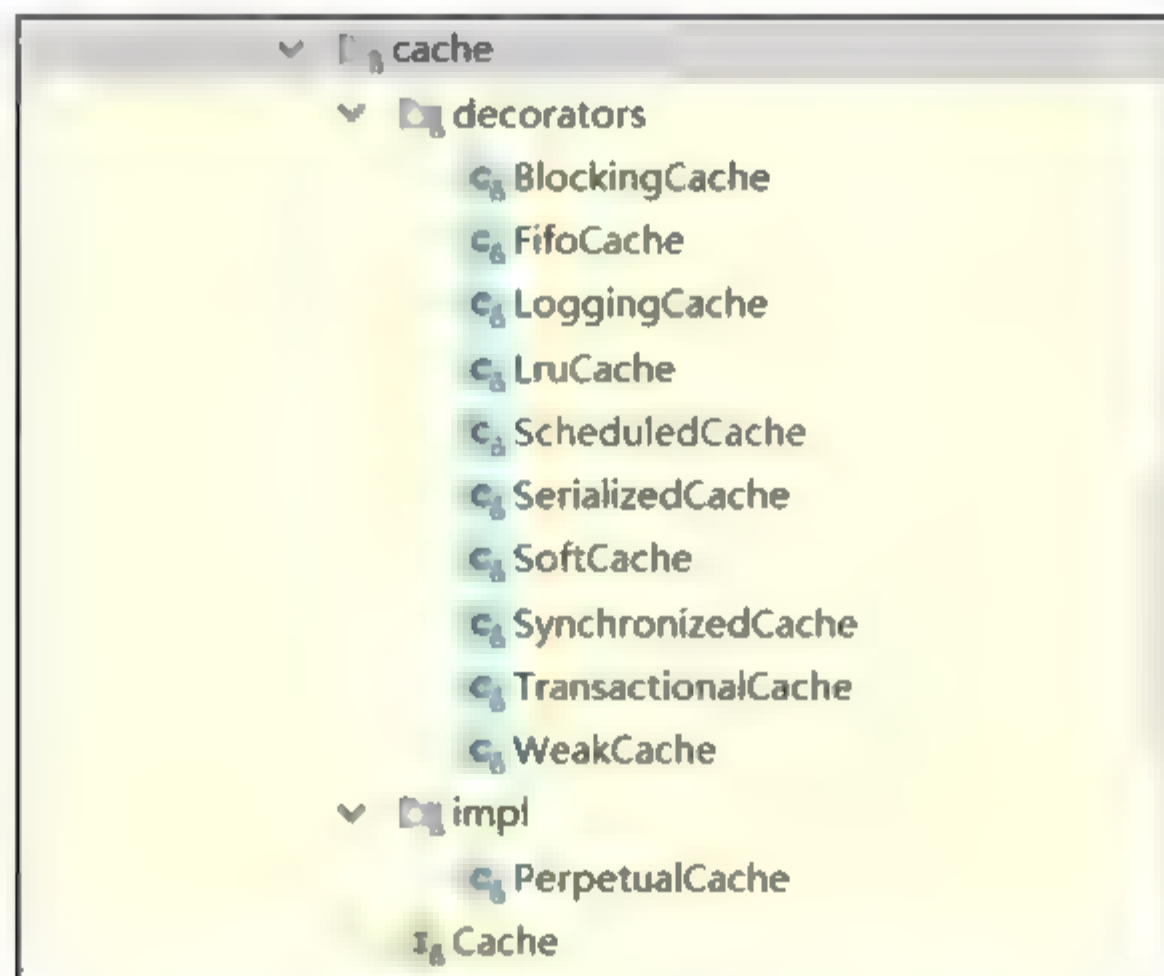 cache
decorators
BlockingCache
FifoCache
LoggingCache
LruCache
ScheduledCache
SerializedCache
SoftCache
SynchronizedCache
TransactionalCache
WeakCache
impl
PerpetualCache
Cache